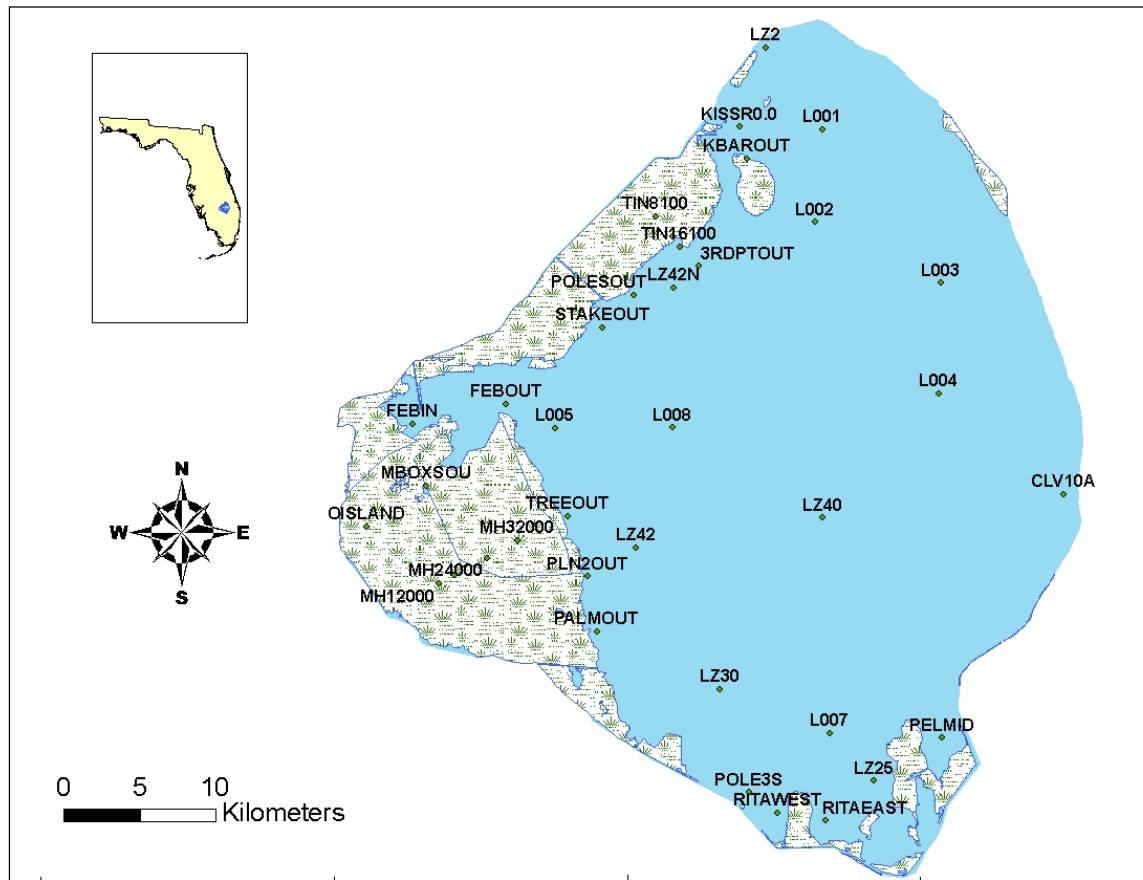 LZ2
KISSR0.0
L001
KBAROUT
TIN8100
L002
TIN16100
3RDPTOUT
POLESOUT
LZ42N
L003
STAKEOUT
L004
FEBOUT
FEBIN
L005
L008
MBOXSOU
CLV10A
N
W
E
S
OISLAND
TREEOUT
MH32000
LZ42
LZ40
MH24000
PLN2OUT
MH12000
PALMOUT
LZ30
L007
PELMID
LZ25
POLE3S
RITAWEST
RITAEAST
0 5 10
Kilometers